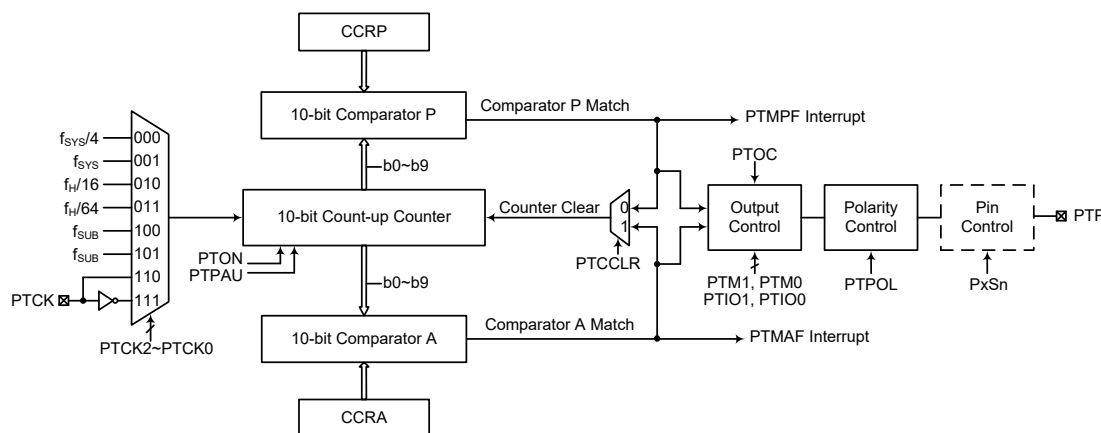 CCRP
10-bit Comparator P
Comparator P Match
PTMPF Interrupt
b0~b9
fSYS/4
000
fSYS
001
fH/16
010
fH/64
011
fSUB
100
fSUB
101
110
PTCK
111
PTCK2~PTCK0
10-bit Count-up Counter
PTON
PTPAU
Counter Clear
0
1
PTCCLR
PTOC
Output
Control
PTM1, PTM0
PTIO1, PTIO0
Polarity
Control
PTPOL
Pin
Control
PxSn
b0~b9
10-bit Comparator A
Comparator A Match
PTMAF Interrupt
CCRA